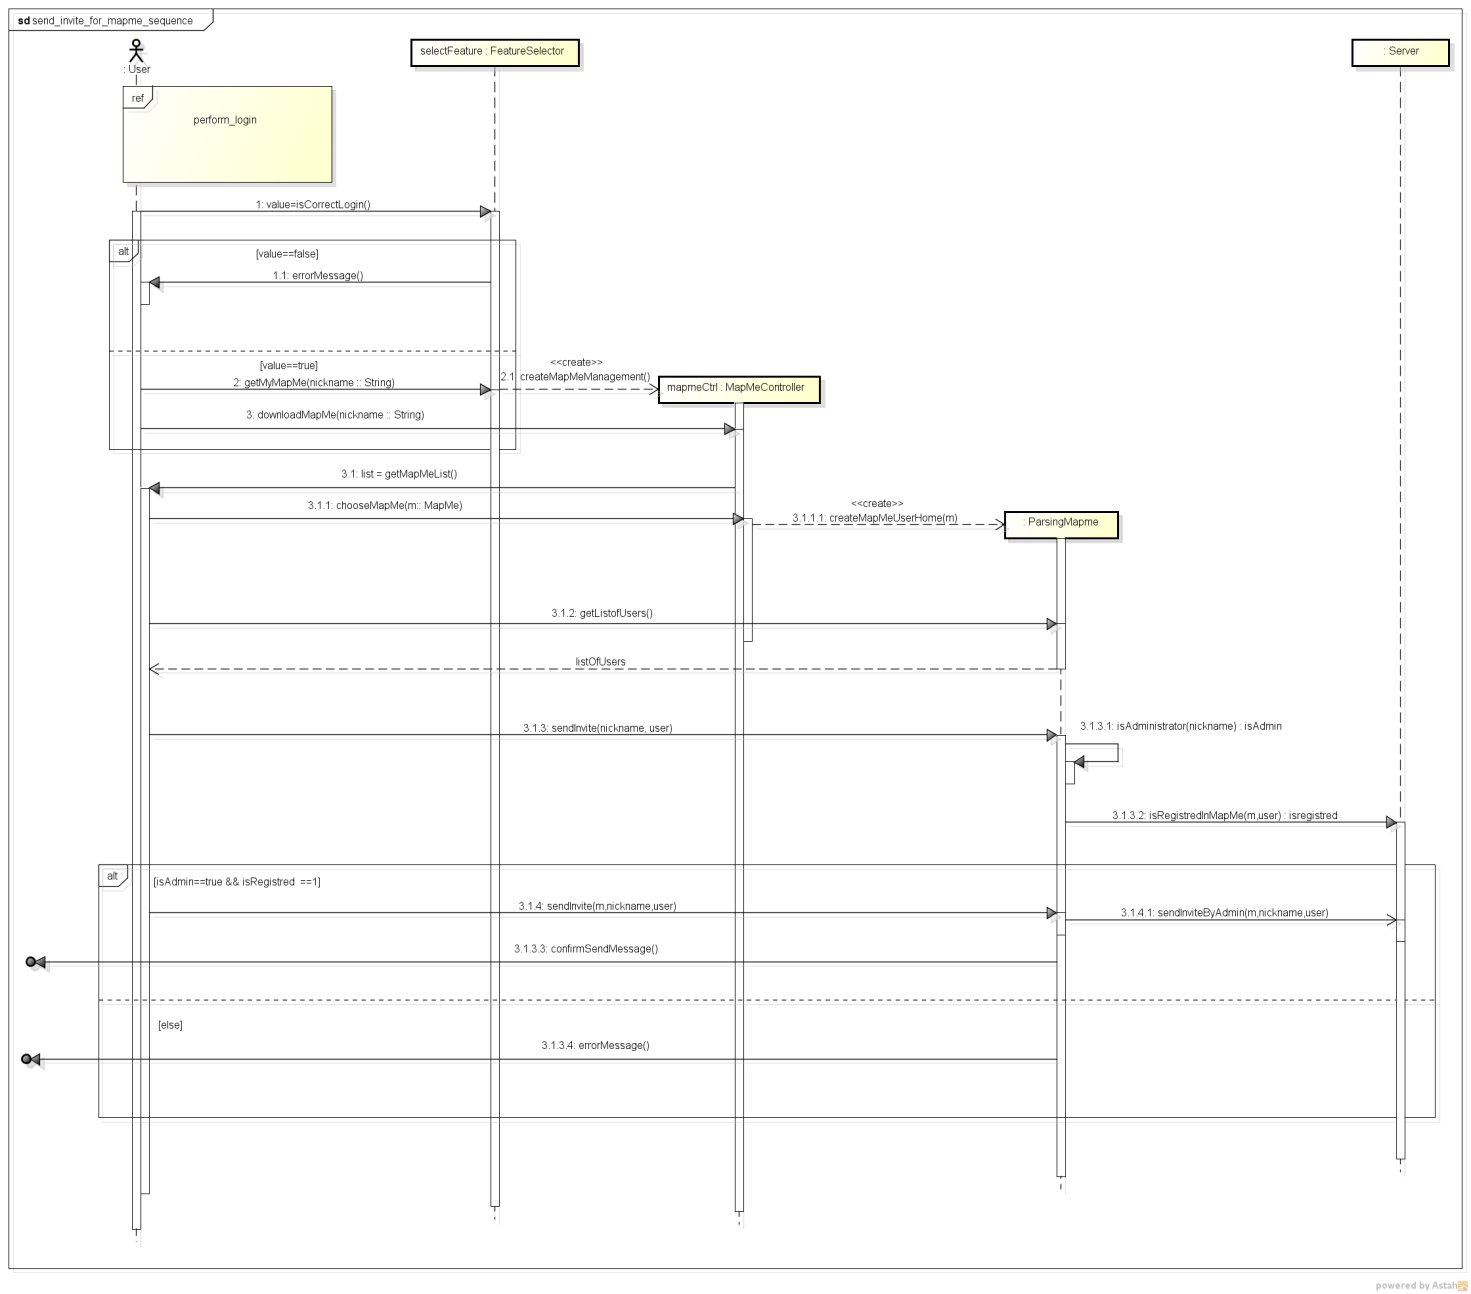 sd send_invite_for_mapme_sequence
: User
selectFeature : FeatureSelector
: Server
ref
perform_login
1: value=isCorrectLogin()
alt
[value==false]
1.1: errorMessage()
[value==true]
<<create>>
2: getMyMapMe(nickname :: String)
2.1: createMapMeManagement()
mapmeCtrl : MapMeController
3: downloadMapMe(nickname :: String)
3.1: list = getMapMeList()
3.1.1: chooseMapMe(m:: MapMe)
<<create>>
3.1.1.1: createMapMeUserHome(m)
: ParsingMapme
3.1.2: getListofUsers()
listOfUsers
3.1.3: sendInvite(nickname, user)
3.1.3.1: isAdministrator(nickname) : isAdmin
3.1.3.2: isRegistredInMapMe(m,user) : isregistred
alt
[isAdmin==true && isRegistred ==1]
3.1.4: sendInvite(m,nickname,user)
3.1.4.1: sendInviteByAdmin(m,nickname,user)
3.1.3.3: confirmSendMessage()
[else]
3.1.3.4: errorMessage()
powered by Astah